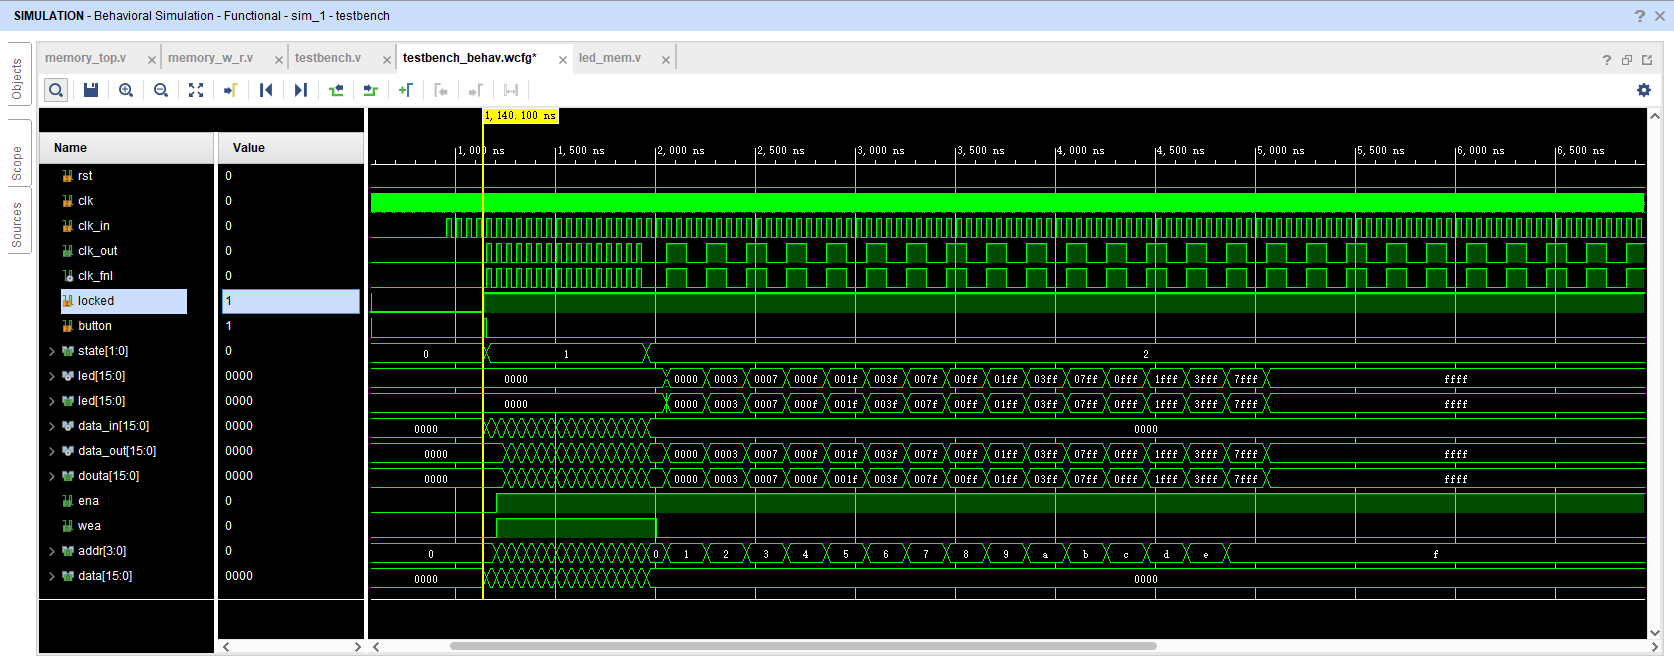 SIMULATION - Behavioral Simulation - Functional - sim_1 - testbench
Objects
Scope
Sources
memory_top.v
memory_w_r.v
testbench.v
testbench_behav.wcfg*
led_mem.v
1,140.100 ns
Name Value
1,000 ns 1,500 ns 2,000 ns 2,500 ns 3,000 ns 3,500 ns 4,000 ns 4,500 ns 5,000 ns 5,500 ns 6,000 ns 6,500 ns
rst 0
clk 0
clk_in 0
clk_out 0
clk_fnl 0
locked 1
button 1
state[1:0] 0 0 1 2
led[15:0] 0000 0000 0000 0003 0007 000f 001f 003f 007f 00ff 01ff 03ff 07ff 0fff 1fff 3fff 7fff ffff
led[15:0] 0000 0000 0000 0003 0007 000f 001f 003f 007f 00ff 01ff 03ff 07ff 0fff 1fff 3fff 7fff ffff
data_in[15:0] 0000 0000 0000
data_out[15:0] 0000 0000 0000 0003 0007 000f 001f 003f 007f 00ff 01ff 03ff 07ff 0fff 1fff 3fff 7fff ffff
douta[15:0] 0000 0000 0000 0003 0007 000f 001f 003f 007f 00ff 01ff 03ff 07ff 0fff 1fff 3fff 7fff ffff
ena 0
wea 0
addr[3:0] 0 0 0 1 2 3 4 5 6 7 8 9 a b c d e f
data[15:0] 0000 0000 0000